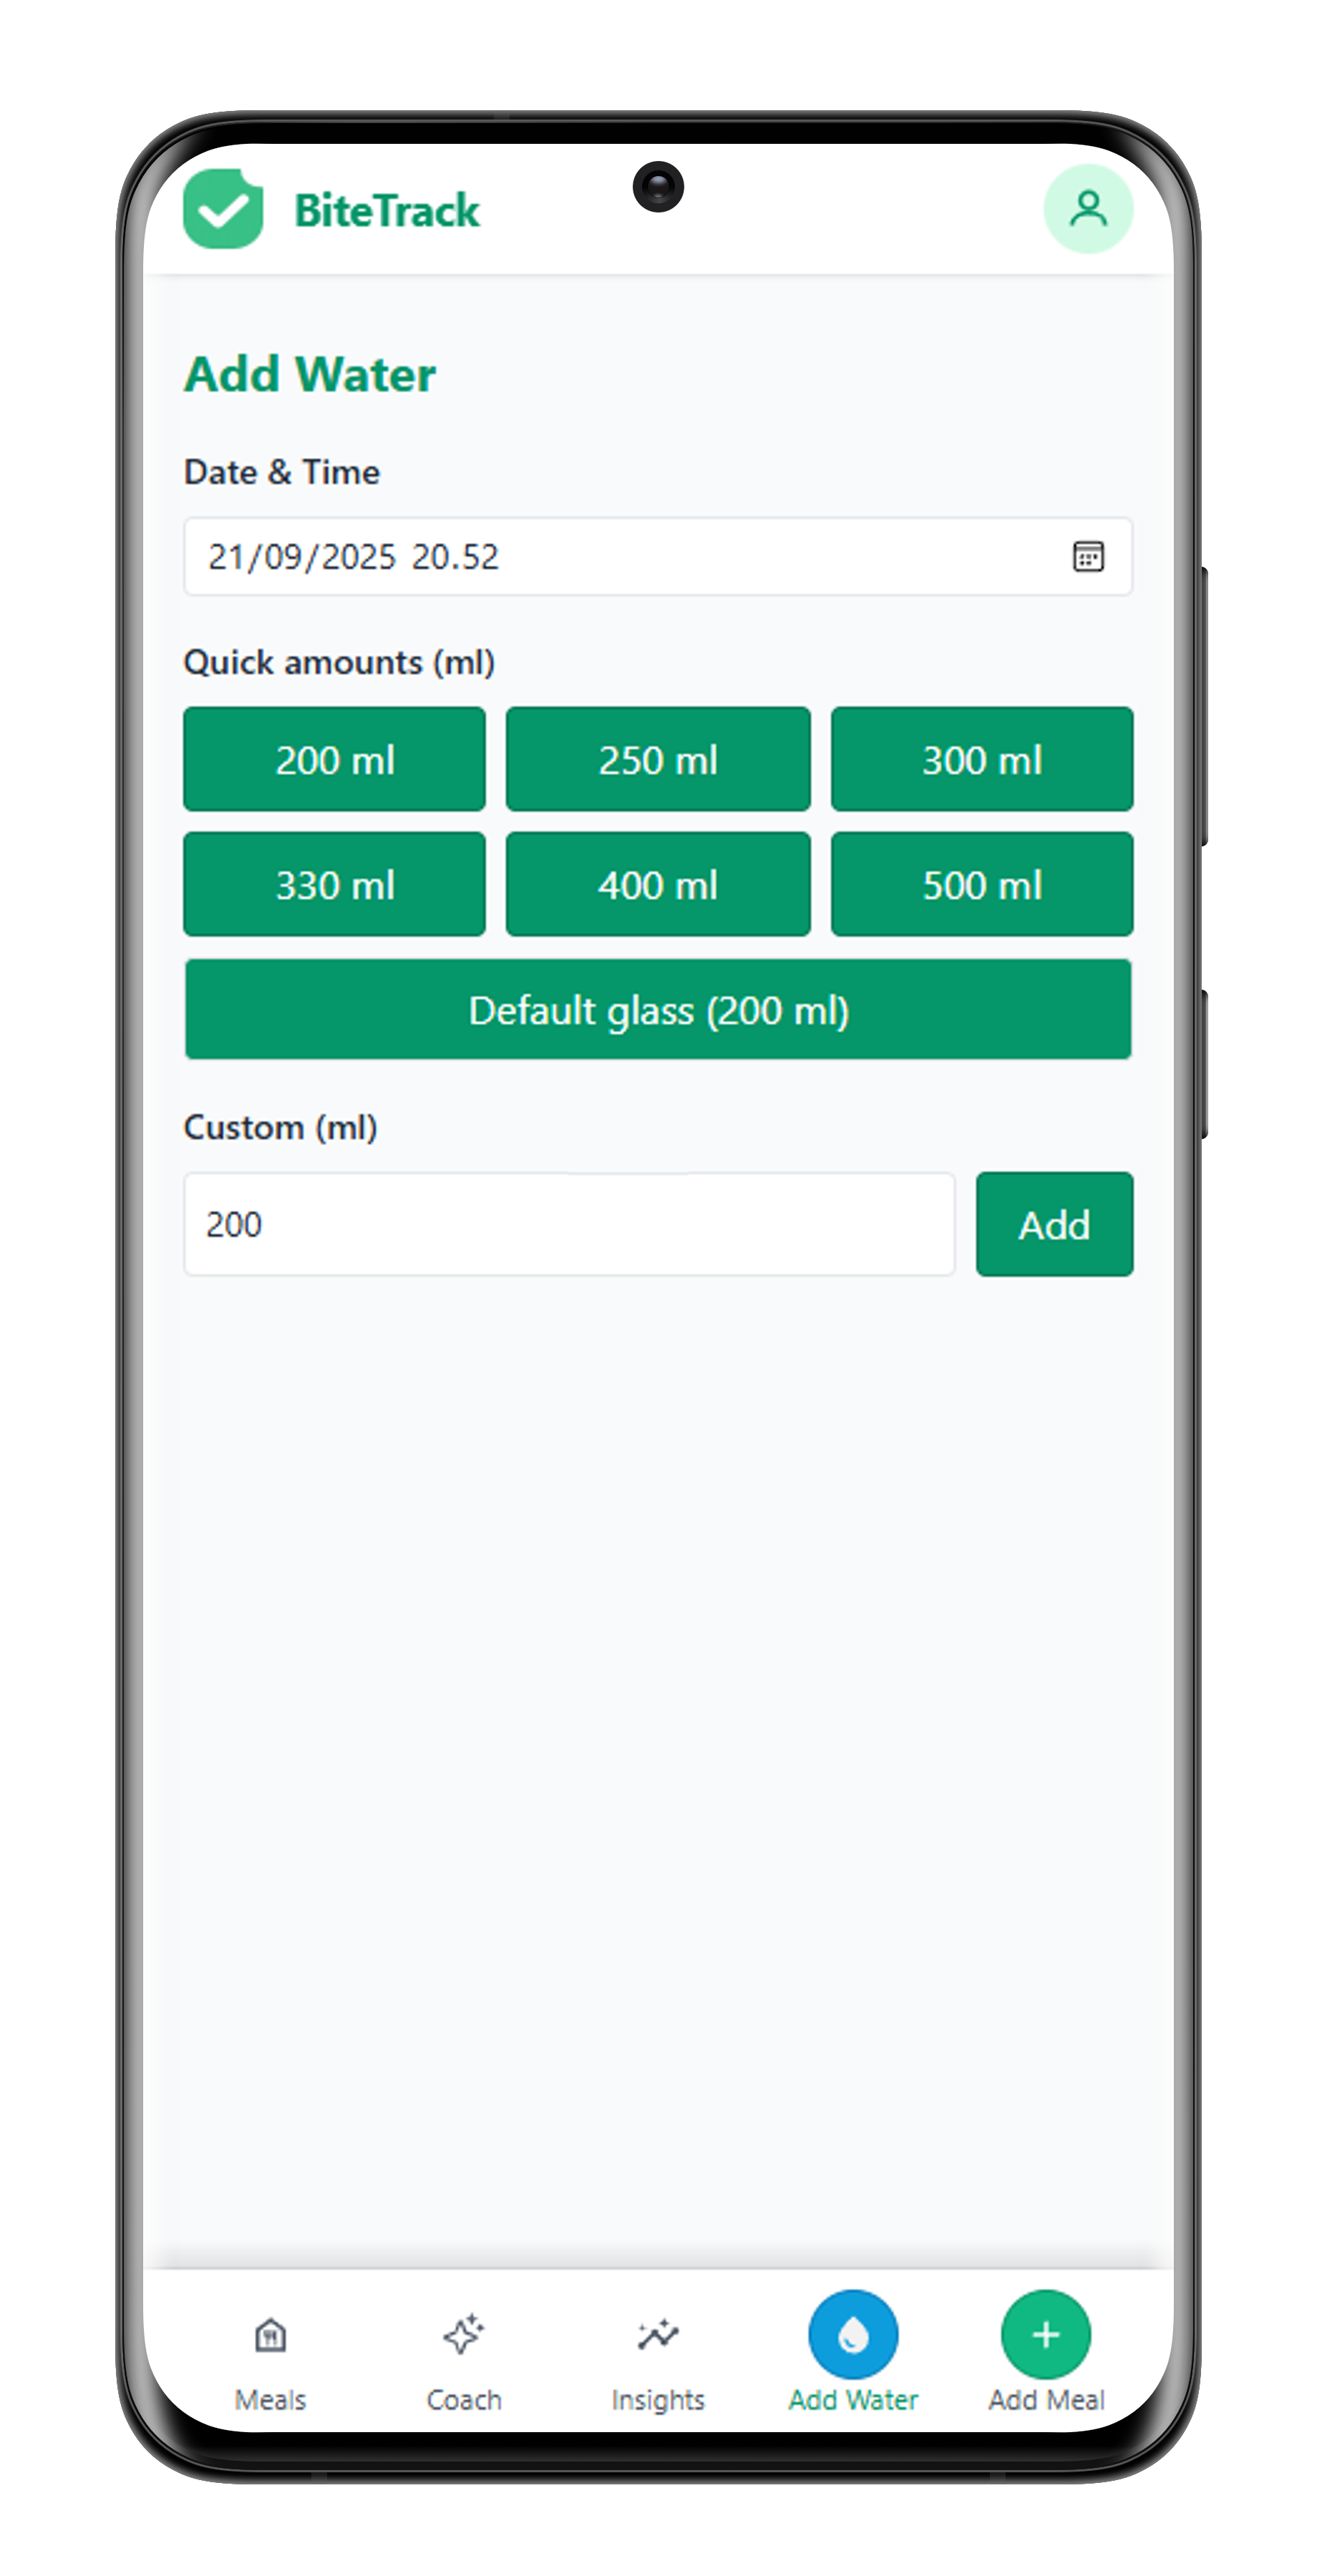 BiteTrack
Add Water
Date & Time
21/09/2025 20.52
Quick amounts (ml)
200 ml 250 ml 300 ml
330 ml 400 ml 500 ml
Default glass (200 ml)
Custom (ml)
200 Add
Meals Coach Insights Add Water Add Meal